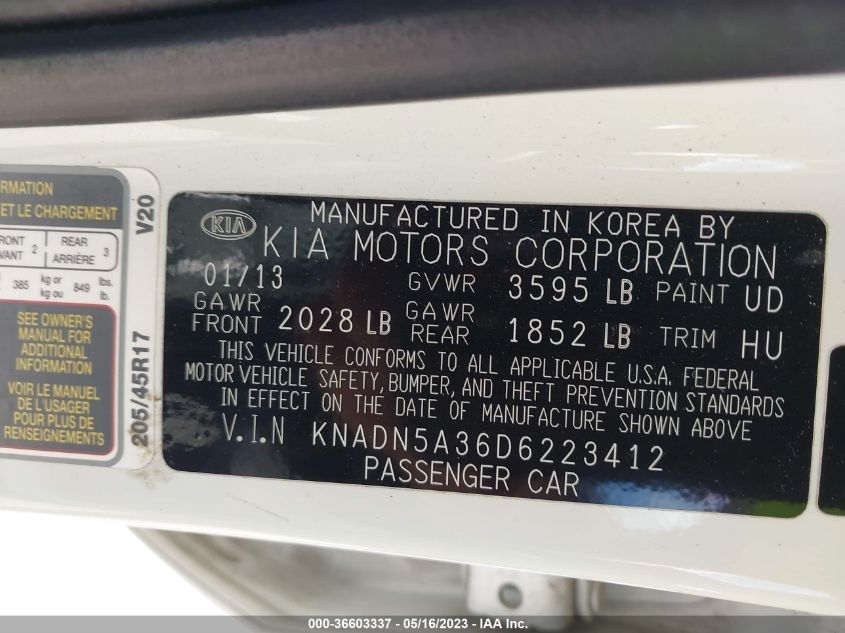 RMATION
ET LE CHARGEMENT
FRONT
VANT 2
REAR
ARRIÈRE 3
385 kg or
kg ou 849 lbs.
lb.
SEE OWNER'S
MANUAL FOR
ADDITIONAL
INFORMATION
VOIR LE MANUEL
DE L'USAGER
POUR PLUS DE
RENSEIGNEMENTS
205/45R17 V20
KIA
MANUFACTURED IN KOREA BY
KIA MOTORS CORPORATION
01/13 GVWR 3595 LB PAINT UD
GAWR
FRONT 2028 LB GAWR
REAR 1852 LB TRIM HU
THIS VEHICLE CONFORMS TO ALL APPLICABLE U.S.A. FEDERAL
MOTOR VEHICLE SAFETY, BUMPER, AND THEFT PREVENTION STANDARDS
IN EFFECT ON THE DATE OF MANUFACTURE SHOWN ABOVE
V.I.N KNADN5A36D6223412
PASSENGER CAR
000-36603337 - 05/16/2023 - IAA Inc.